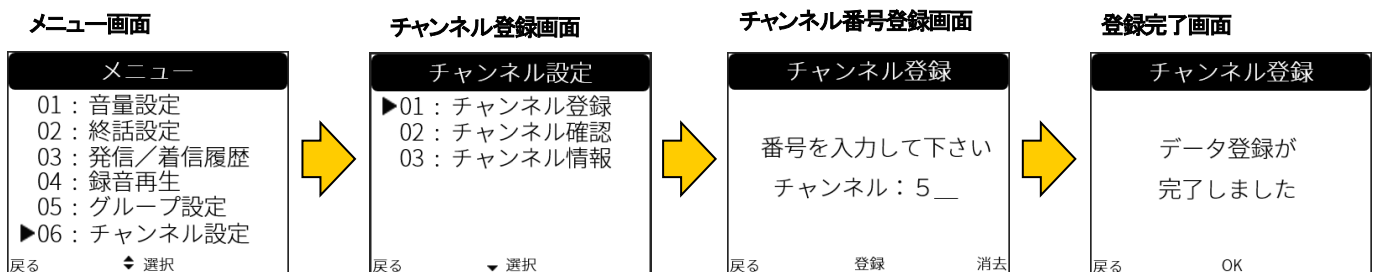 メニュー画面
メニュー
01：音量設定
02：終話設定
03：発信／着信履歴
04：録音再生
05：グループ設定
▶06：チャンネル設定
戻る
選択
チャンネル登録画面
チャンネル設定
▶01：チャンネル登録
02：チャンネル確認
03：チャンネル情報
戻る
選択
チャンネル番号登録画面
チャンネル登録
番号を入力して下さい
チャンネル：５__
戻る
登録
消去
登録完了画面
チャンネル登録
データ登録が
完了しました
戻る
OK